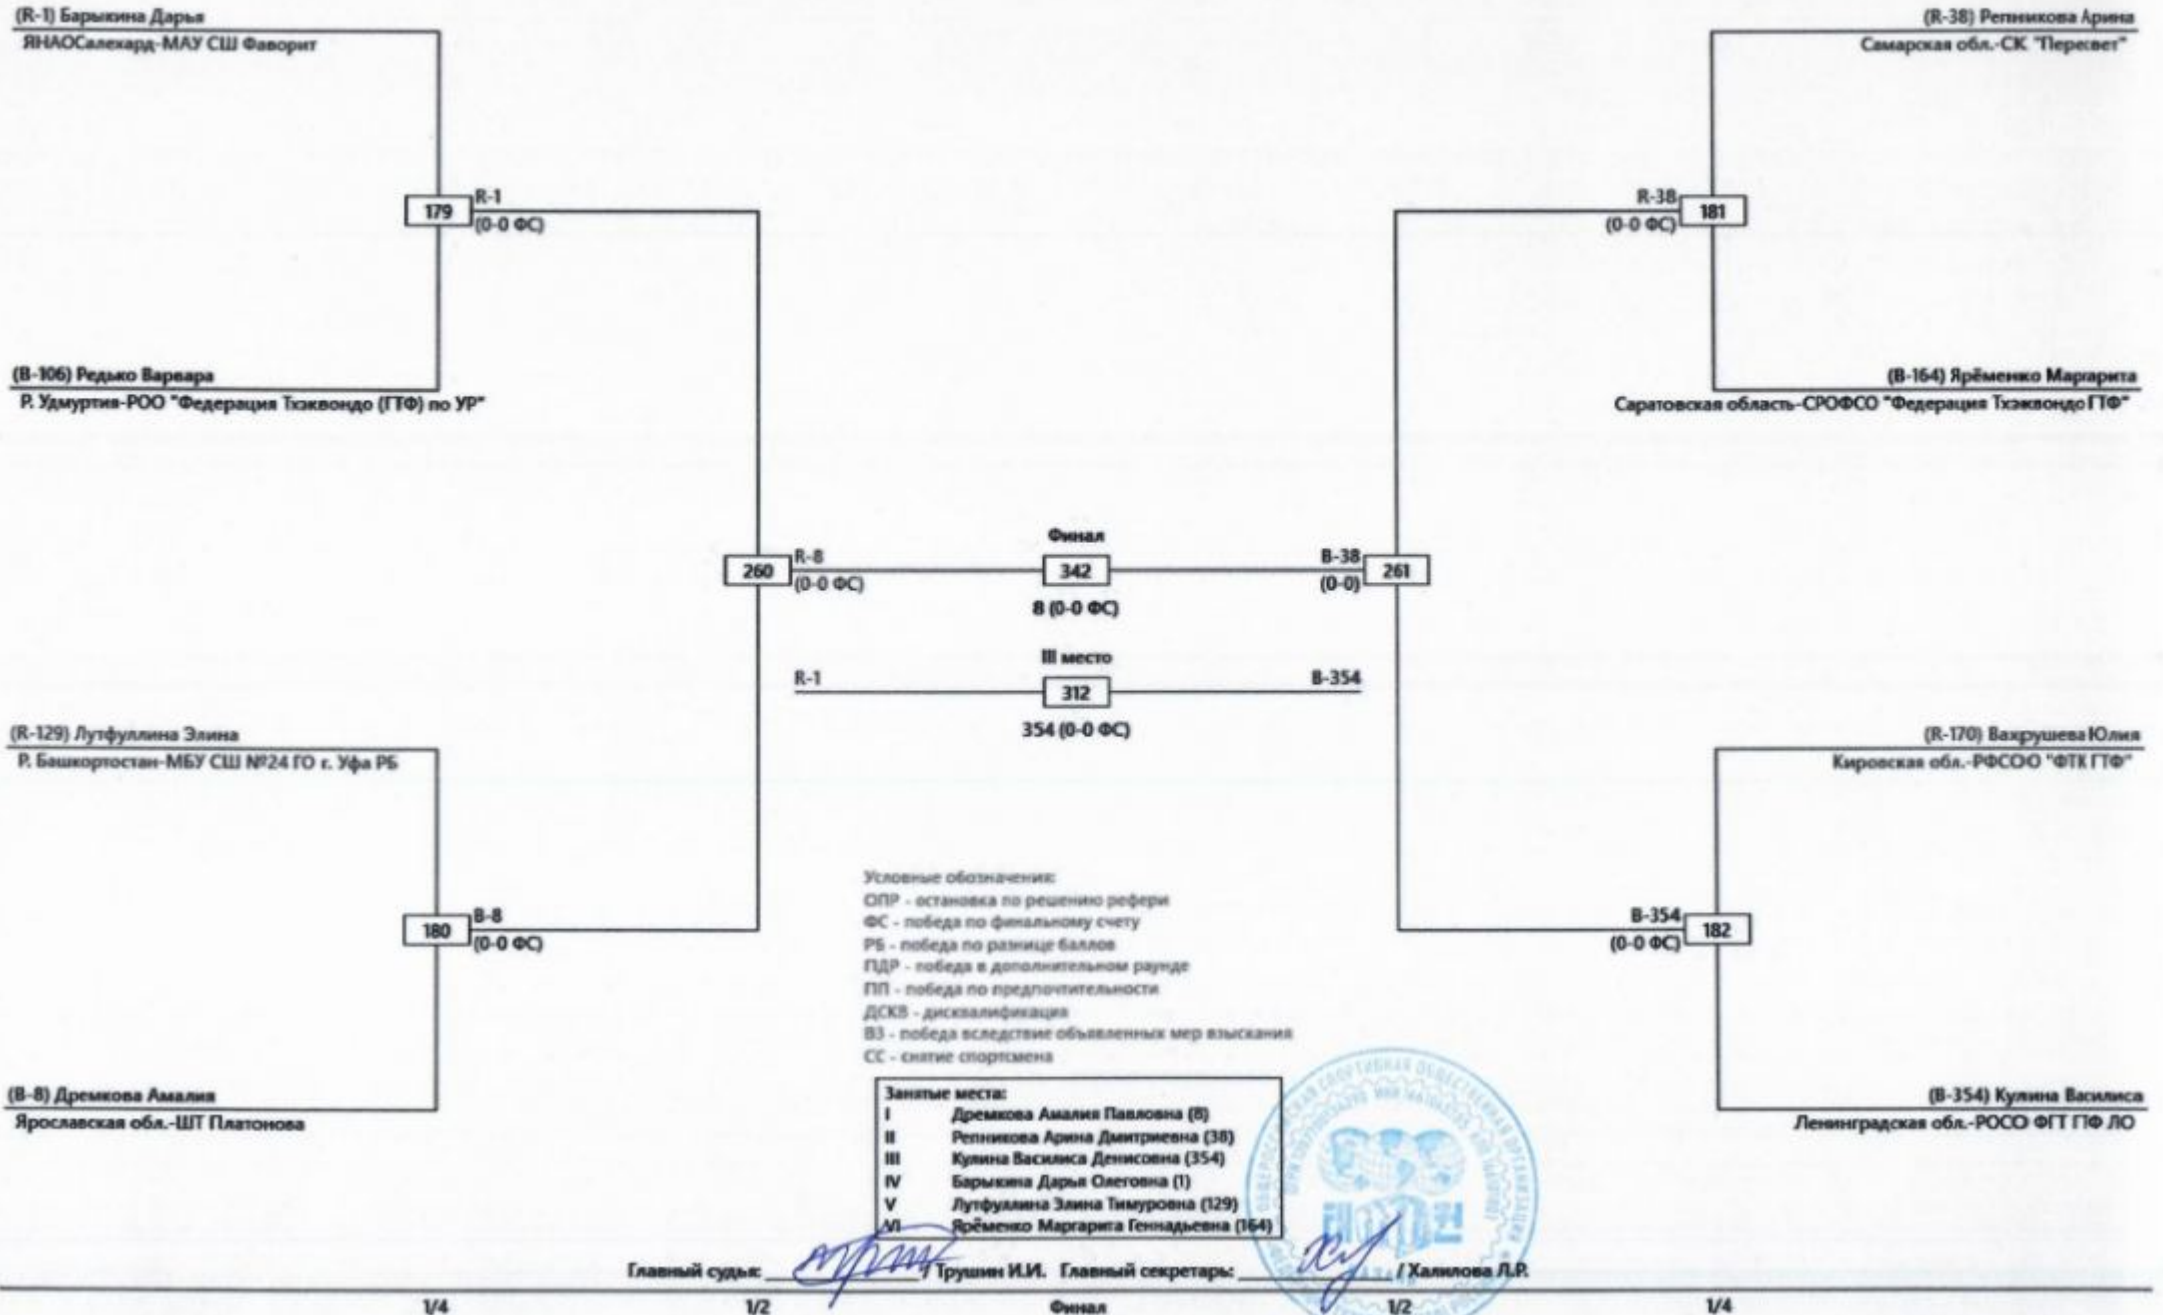 (R-1) Барыкина Дарья
ЯНАОСалехард-МАУ СШ Фаворит
(R-38) Репникова Арина
Самарская обл.-СК "Пересвет"
179
R-1
(0-0 ФС)
R-38
(0-0 ФС)
181
(B-106) Редько Варвара
Р. Удмуртия-РОО "Федерация Тхэквондо (ГТФ) по УР"
(B-164) Ярёменко Маргарита
Саратовская область-СРОФСО "Федерация Тхэквондо ГТФ"
260
R-8
(0-0 ФС)
Финал
342
8 (0-0 ФС)
B-38
(0-0)
261
R-1
III место
312
354 (0-0 ФС)
B-354
(R-129) Лутфуллина Элина
Р. Башкортостан-МБУ СШ №24 ГО г. Уфа РБ
(R-170) Вахрушева Юлия
Кировская обл.-РФСОО "ФТК ГТФ"
180
B-8
(0-0 ФС)
B-354
(0-0 ФС)
182
Условные обозначения:
ОПР - остановка по решению рефери
ФС - победа по финальному счету
РБ - победа по разнице баллов
ПДР - победа в дополнительном раунде
ПП - победа по предпочтительности
ДСКВ - дисквалификация
ВЗ - победа вследствие объявленных мер взыскания
СС - снятие спортсмена
(B-8) Дремкова Амалия
Ярославская обл.-ШТ Платонова
(B-354) Кулина Василиса
Ленинградская обл.-РОСО ФГТ ГТФ ЛО
Занятые места:
I Дремкова Амалия Павловна (8)
II Репникова Арина Дмитриевна (38)
III Кулина Василиса Денисовна (354)
IV Барыкина Дарья Олеговна (1)
V Лутфуллина Элина Тимуровна (129)
VI Ярёменко Маргарита Геннадьевна (164)
Главный судья: / Трушин И.И. Главный секретарь: / Халилова Л.Р.
1/4 1/2 Финал 1/2 1/4